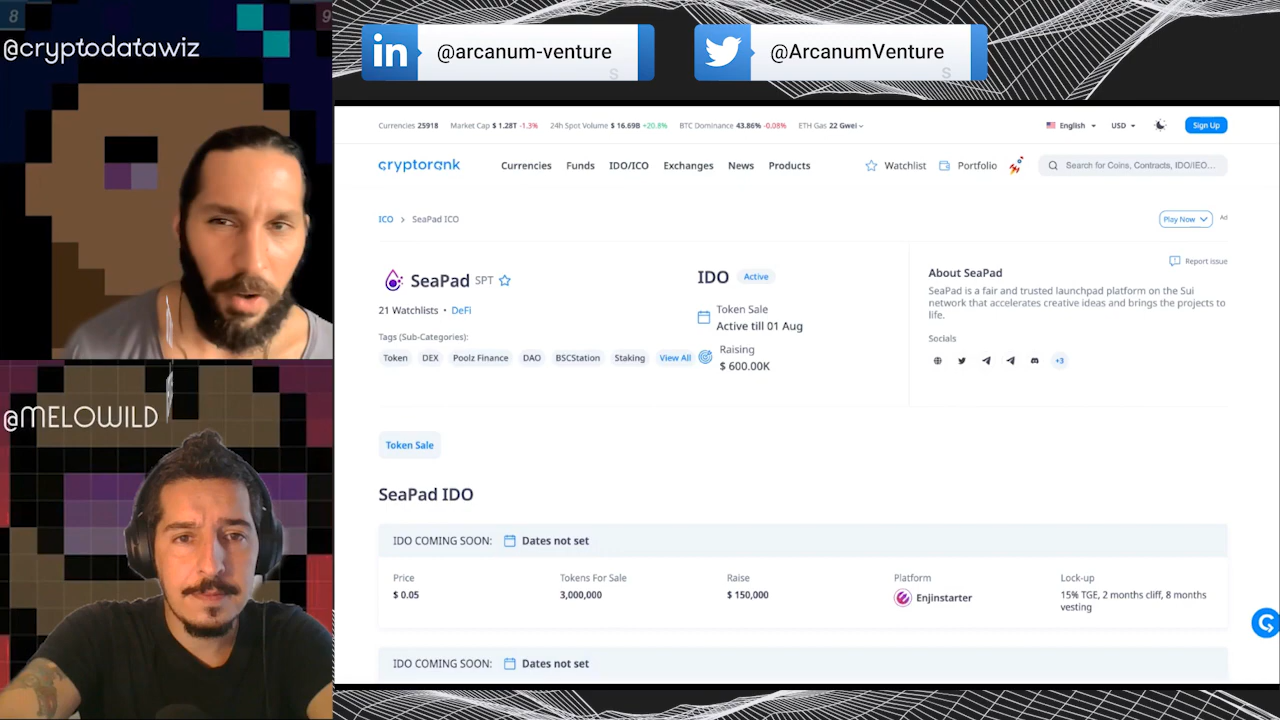 8
9
@cryptodatawiz
in @arcanum-venture
S
@ArcanumVenture
S
Currencies 25918 Market Cap $ 1.28T -1.3% 24h Spot Volume $ 16.69B +20.8% BTC Dominance 43.86% -0.08% ETH Gas 22 Gwei
English USD Sign Up
cryptorank Currencies Funds IDO/ICO Exchanges News Products Watchlist Portfolio Search for Coins, Contracts, IDO/IEO...
ICO > SeaPad ICO
Play Now Ad
SeaPad SPT
21 Watchlists • DeFi
Tags (Sub-Categories):
Token DEX Poolz Finance DAO BSCStation Staking View All
IDO Active
Token Sale
Active till 01 Aug
Raising
$ 600.00K
Report issue
About SeaPad
SeaPad is a fair and trusted launchpad platform on the Sui
network that accelerates creative ideas and brings the projects to
life.
Socials
+3
@MELOWILD
Token Sale
SeaPad IDO
IDO COMING SOON: Dates not set
Price Tokens For Sale Raise Platform Lock-up
$ 0.05 3,000,000 $ 150,000 Enjinstarter 15% TGE, 2 months cliff, 8 months
vesting
IDO COMING SOON: Dates not set